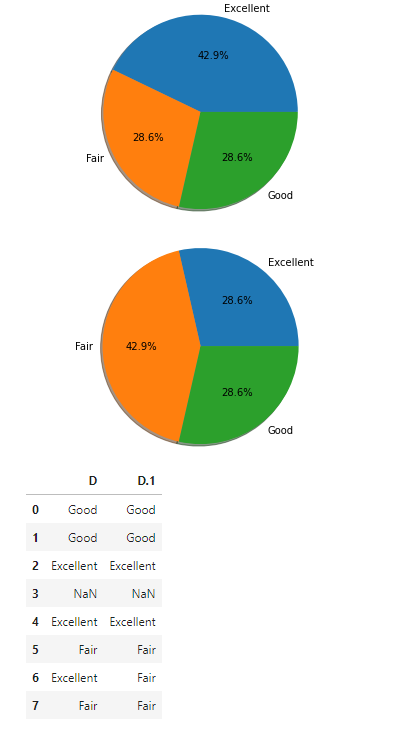 Excellent
42.9%
28.6%
28.6%
Fair
Good
Excellent
28.6%
Fair
42.9%
28.6%
Good
D D.1
0 Good Good
1 Good Good
2 Excellent Excellent
3 NaN NaN
4 Excellent Excellent
5 Fair Fair
6 Excellent Fair
7 Fair Fair